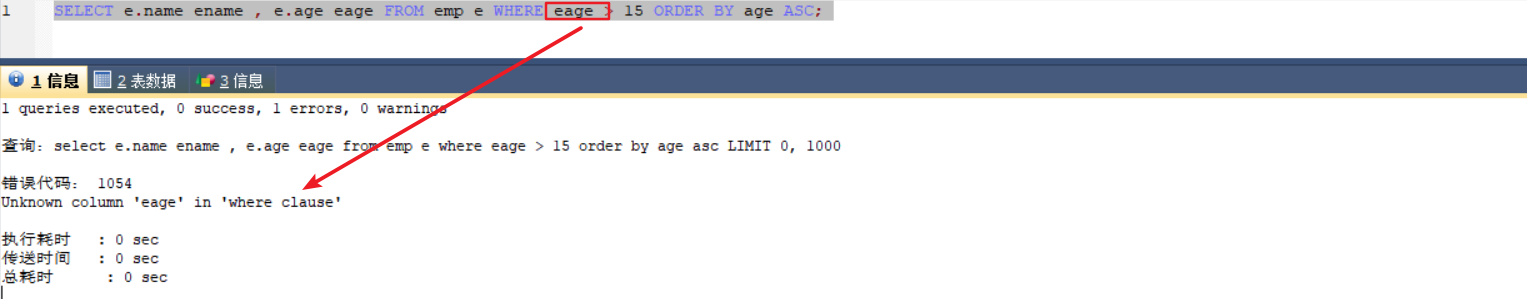 1 SELECT e.name ename , e.age eage FROM emp e WHERE eage > 15 ORDER BY age ASC;
1 信息 2 表数据 3 信息
1 queries executed, 0 success, 1 errors, 0 warnings
查询: select e.name ename , e.age eage from emp e where eage > 15 order by age asc LIMIT 0, 1000
错误代码: 1054
Unknown column 'eage' in 'where clause'
执行耗时 : 0 sec
传送时间 : 0 sec
总耗时 : 0 sec